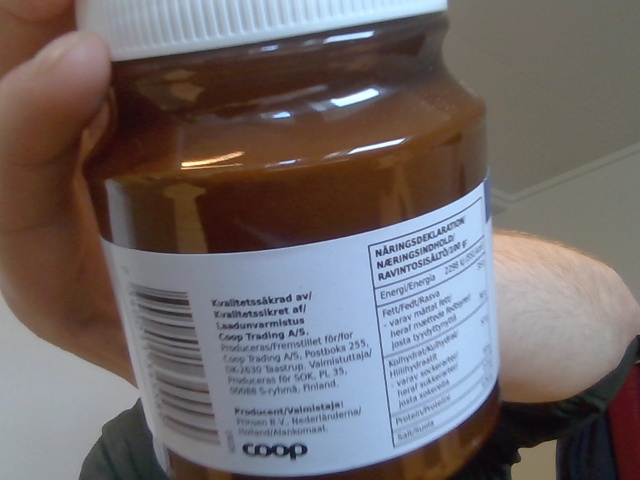 Kvalitetssäkrad av/
Kvalitetssikret af/
Laadunvarmistus
Coop Trading A/S.
Produceras/Fremstillet för/for
Coop Trading A/S, Postboks 255,
DK-2630 Taastrup. Valmistuttaja/
Produceras för SOK, PL 35,
00088 S-ryhmä, Finland.
Producent/Valmistaja:
Prinsen B.V., Nederländerna/
Holland/Alankomaat.
coop
NÄRINGSDEKLARATION/
NÆRINGSINDHOLD/
RAVINTOSISÄLTÖ/100 g:
Energi/Energia
Fett/Fedt/Rasva
- varav mättat fett/
heraf mættede fedtsyrer/
josta tyydyttynyttä
Kolhydrat/Kulhydrat/
Hiilihydraatit
- varav sockerarter/
heraf sukkerarter/
josta sokereita
Protein/Proteiini
Salt/Suola